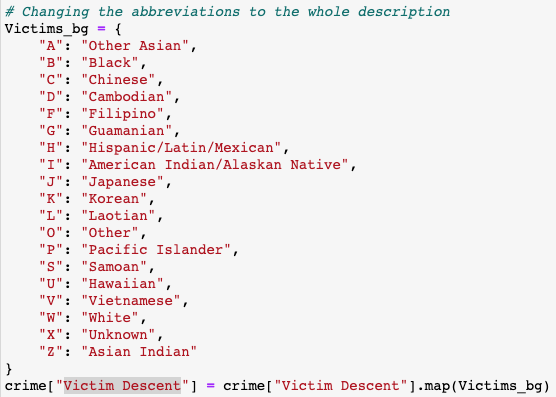 # Changing the abbreviations to the whole description
Victims_bg = {
    "A": "Other Asian",
    "B": "Black",
    "C": "Chinese",
    "D": "Cambodian",
    "F": "Filipino",
    "G": "Guamanian",
    "H": "Hispanic/Latin/Mexican",
    "I": "American Indian/Alaskan Native",
    "J": "Japanese",
    "K": "Korean",
    "L": "Laotian",
    "O": "Other",
    "P": "Pacific Islander",
    "S": "Samoan",
    "U": "Hawaiian",
    "V": "Vietnamese",
    "W": "White",
    "X": "Unknown",
    "Z": "Asian Indian"
}
crime["Victim Descent"] = crime["Victim Descent"].map(Victims_bg)